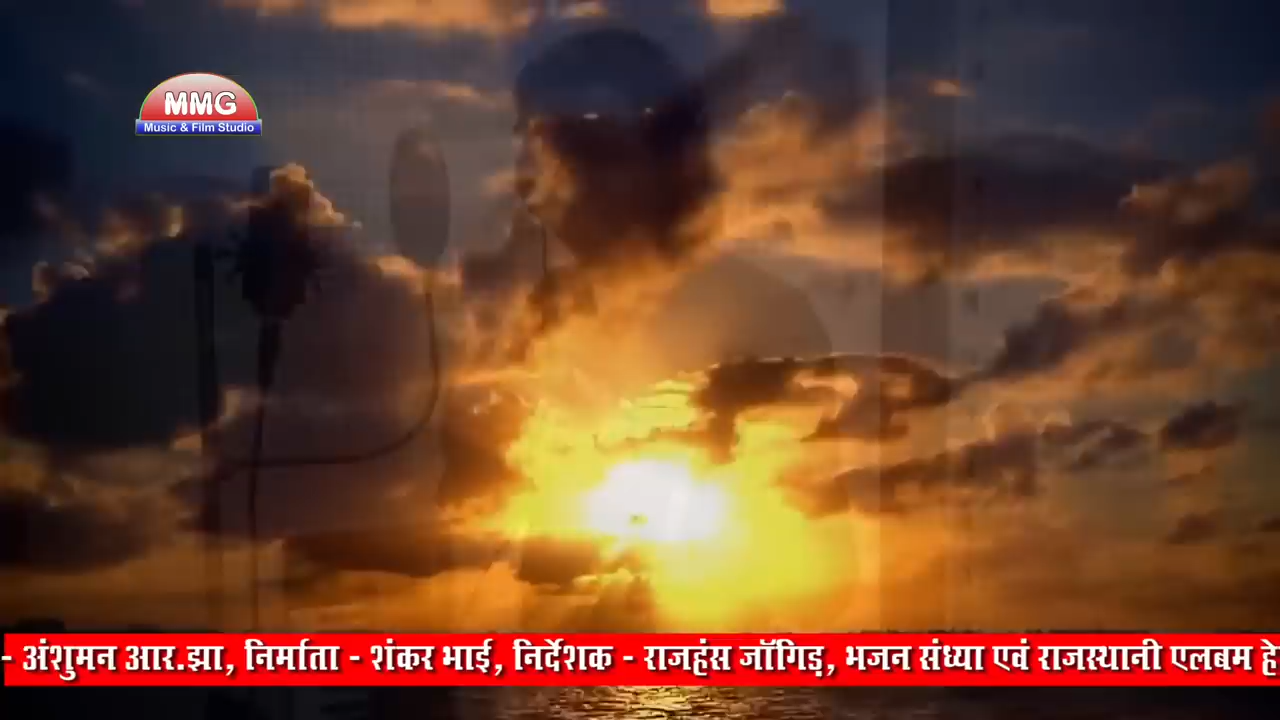 MMG
Music & Film Studio
- अंशुमन आर.झा, निर्माता - शंकर भाई, निर्देशक - राजहंस जॉगिड़, भजन संध्या एवं राजस्थानी एलबम हे